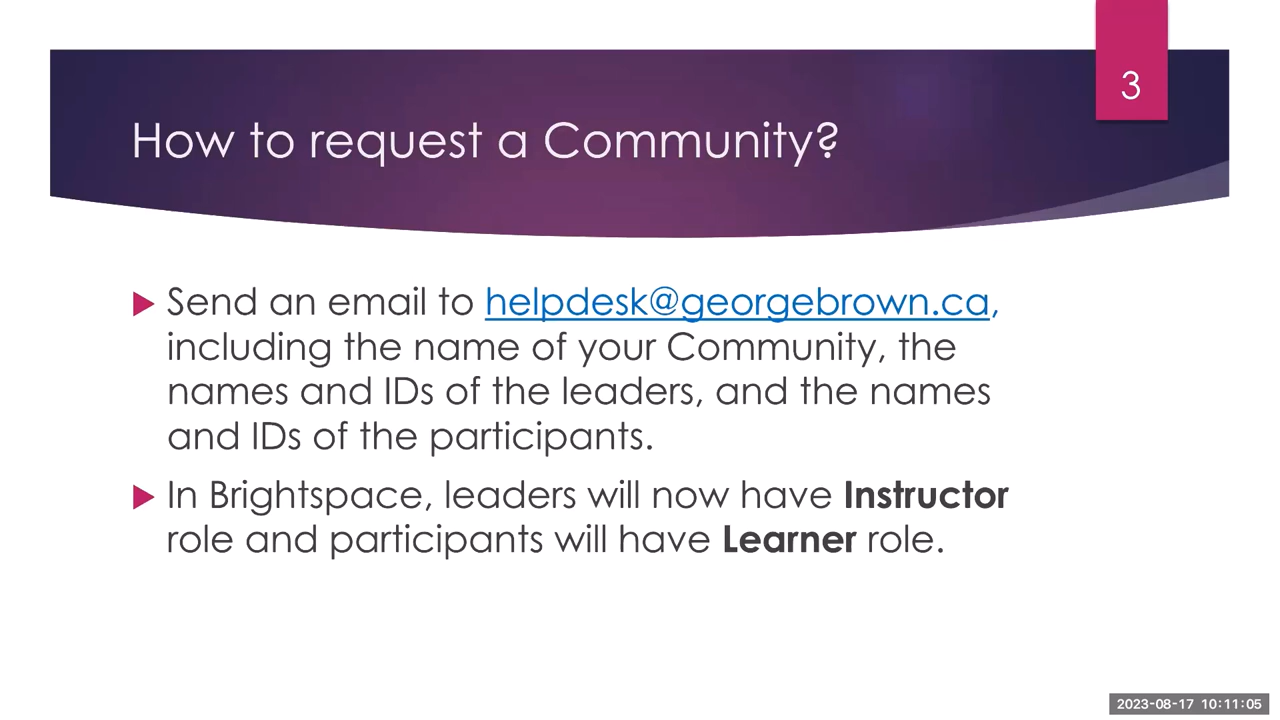 3
How to request a Community?
Send an email to helpdesk@georgebrown.ca,
including the name of your Community, the
names and IDs of the leaders, and the names
and IDs of the participants.
In Brightspace, leaders will now have Instructor
role and participants will have Learner role.
2023-08-17 10:11:05